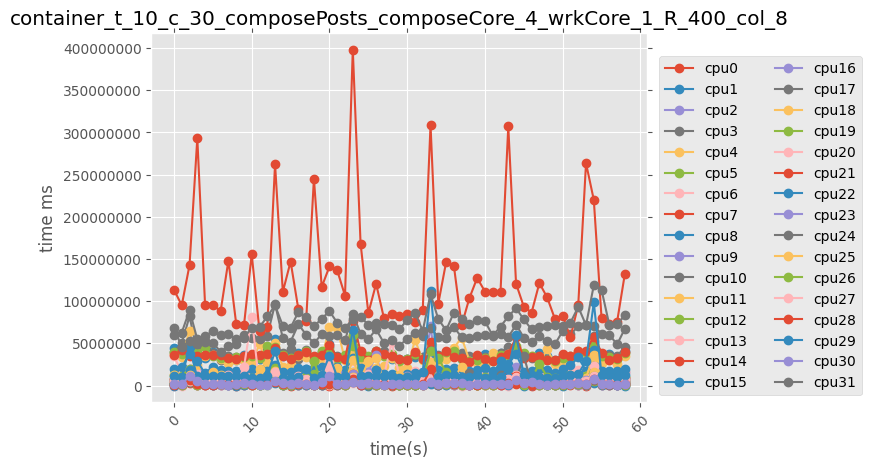 container_t_10_c_30_composePosts_composeCore_4_wrkCore_1_R_400_col_8
400000000
350000000
300000000
250000000
200000000
150000000
100000000
50000000
0
time ms
0
10
20
30
40
50
60
time(s)
cpu0
cpu1
cpu2
cpu3
cpu4
cpu5
cpu6
cpu7
cpu8
cpu9
cpu10
cpu11
cpu12
cpu13
cpu14
cpu15
cpu16
cpu17
cpu18
cpu19
cpu20
cpu21
cpu22
cpu23
cpu24
cpu25
cpu26
cpu27
cpu28
cpu29
cpu30
cpu31